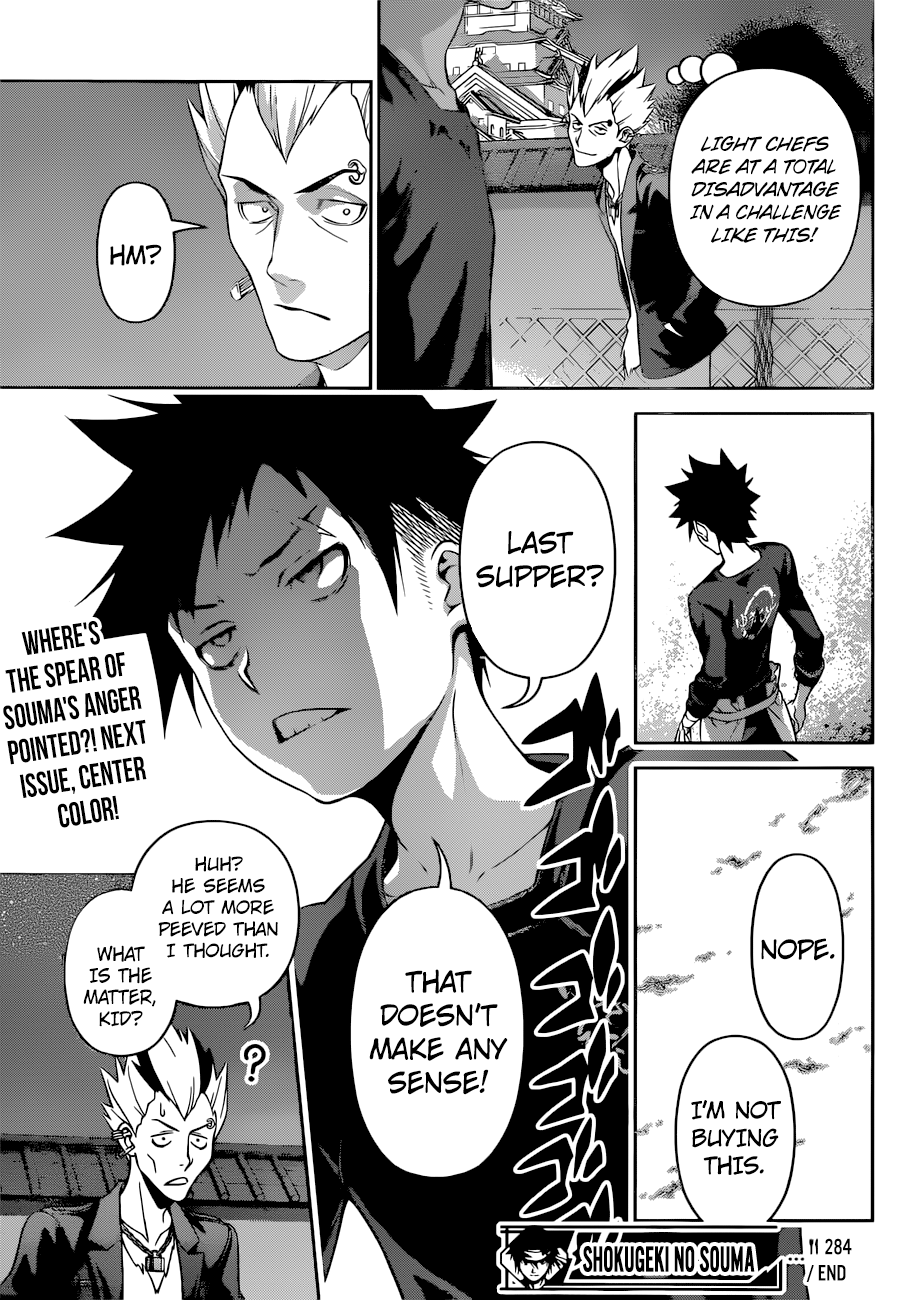 LIGHT CHEFS
ARE AT A TOTAL
DISADVANTAGE
IN A CHALLENGE
LIKE THIS!
HM?
NOPE.
I'M NOT
BUYING
THIS.
LAST
SUPPER?
THAT
DOESN'T
MAKE ANY
SENSE!
WHERE'S
THE SPEAR OF
SOUMA'S ANGER
POINTED?! NEXT
ISSUE, CENTER
COLOR!
HUH?
HE SEEMS
A LOT MORE
PEEVED THAN
I THOUGHT.
WHAT
IS THE
MATTER,
KID?
?
SHOKUGEKI NO SOUMA ... 284
/ END